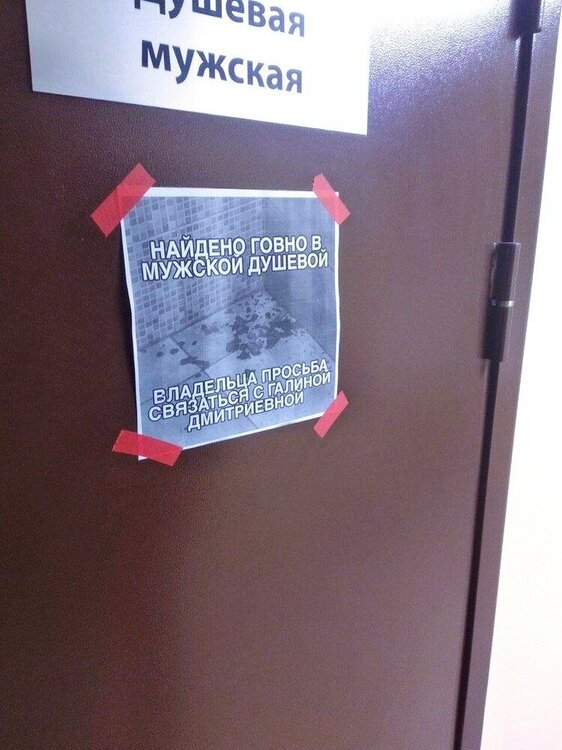 Душевая
мужская
НАЙДЕНО ГОВНО В
МУЖСКОЙ ДУШЕВОЙ
ВЛАДЕЛЬЦА ПРОСЬБА
СВЯЗАТЬСЯ С ГАЛИНОЙ
ДМИТРИЕВНОЙ